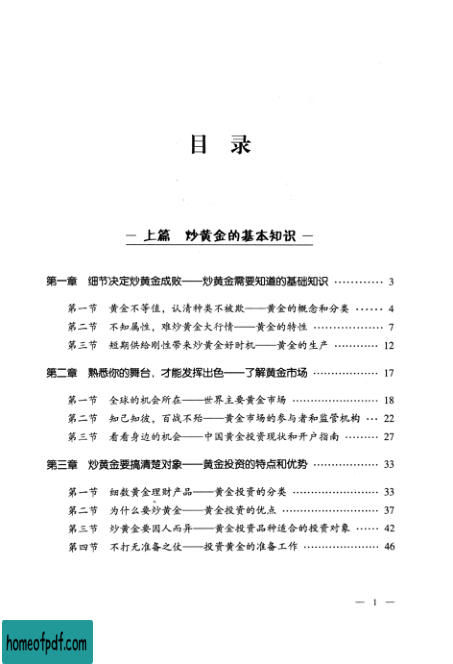 目 录
— 上篇 炒黄金的基本知识 —
第一章 细节决定炒黄金成败——炒黄金需要知道的基础知识 ………… 3
第一节 黄金不等值，认清种类不被欺——黄金的概念和分类 …… 4
第二节 不知属性，难炒黄金大行情——黄金的特性 ……………… 7
第三节 短期供给刚性带来炒黄金好时机——黄金的生产 ………… 12
第二章 熟悉你的舞台，才能发挥出色——了解黄金市场 ……………… 17
第一节 全球的机会所在——世界主要黄金市场 …………………… 18
第二节 知己知彼，百战不殆——黄金市场的参与者和监管机构 … 22
第三节 看看身边的机会——中国黄金投资现状和开户指南 ……… 27
第三章 炒黄金要搞清楚对象——黄金投资的特点和优势 ……………… 33
第一节 细数黄金理财产品——黄金投资的分类 …………………… 33
第二节 为什么要炒黄金——黄金投资的优点 ……………………… 37
第三节 炒黄金要因人而异——黄金投资品种适合的投资对象 …… 42
第四节 不打无准备之仗——投资黄金的准备工作 ………………… 46
— 1 —
homeofpdf.com